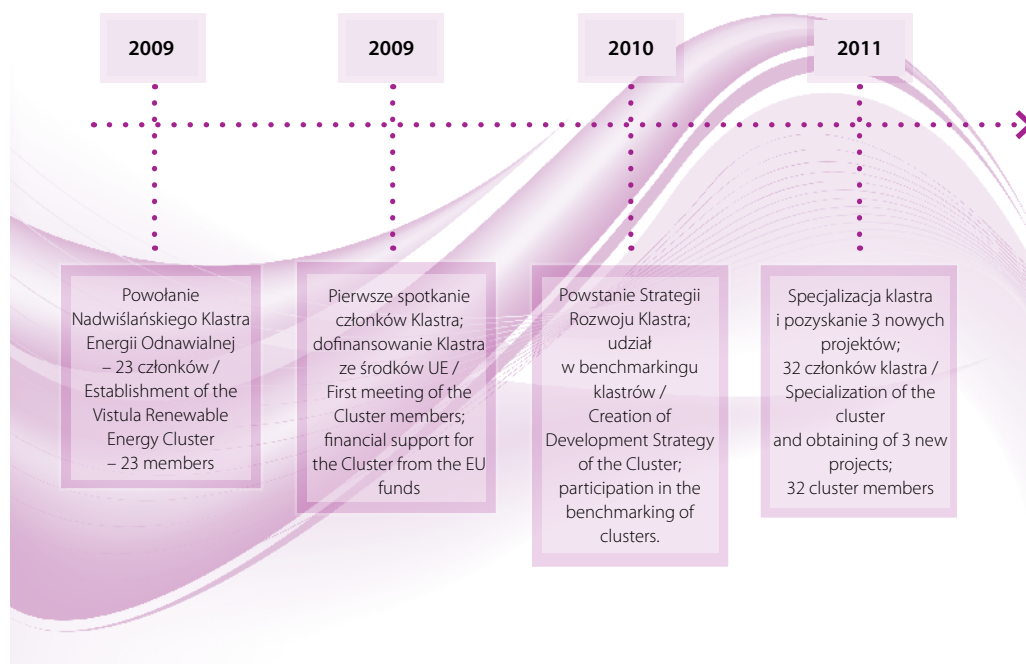 2009
2009
2010
2011
Powołanie
Nadwiślańskiego Klastra
Energii Odnawialnej
– 23 członków /
Establishment of the
Vistula Renewable
Energy Cluster
– 23 members
Pierwsze spotkanie
członków Klastra;
dofinansowanie Klastra
ze środków UE /
First meeting of the
Cluster members;
financial support for
the Cluster from the EU
funds
Powstanie Strategii
Rozwoju Klastra;
udział
w benchmarkingu
klastrów /
Creation of
Development Strategy
of the Cluster;
participation in the
benchmarking of
clusters.
Specjalizacja klastra
i pozyskanie 3 nowych
projektów;
32 członków klastra /
Specialization of the
cluster
and obtaining of 3 new
projects;
32 cluster members